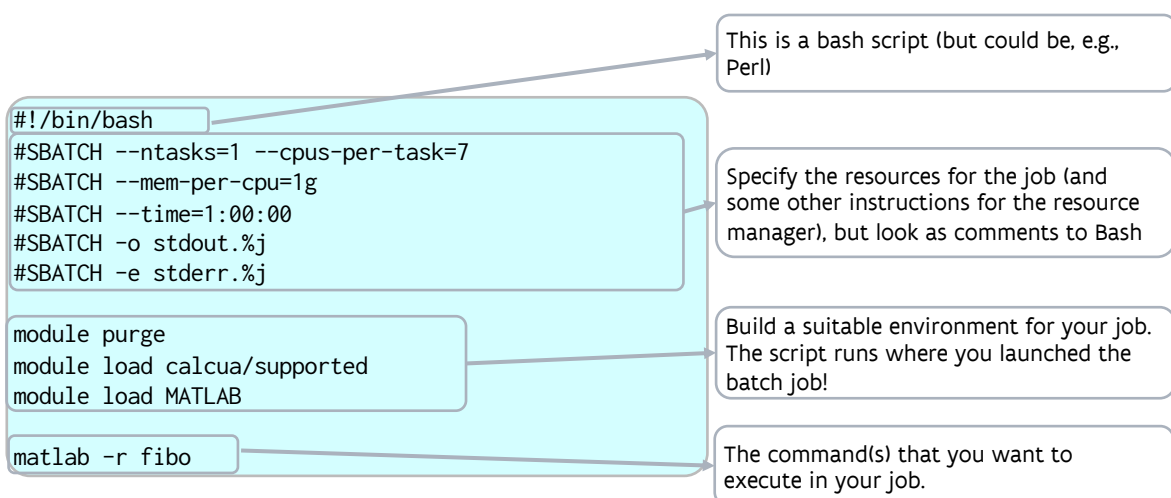 This is a bash script (but could be, e.g.,
Perl)
#!/bin/bash
#SBATCH --ntasks=1 --cpus-per-task=7
#SBATCH --mem-per-cpu=1g
#SBATCH --time=1:00:00
#SBATCH -o stdout.%j
#SBATCH -e stderr.%j
Specify the resources for the job (and
some other instructions for the resource
manager), but look as comments to Bash
module purge
module load calcua/supported
module load MATLAB
Build a suitable environment for your job.
The script runs where you launched the
batch job!
matlab -r fibo
The command(s) that you want to
execute in your job.